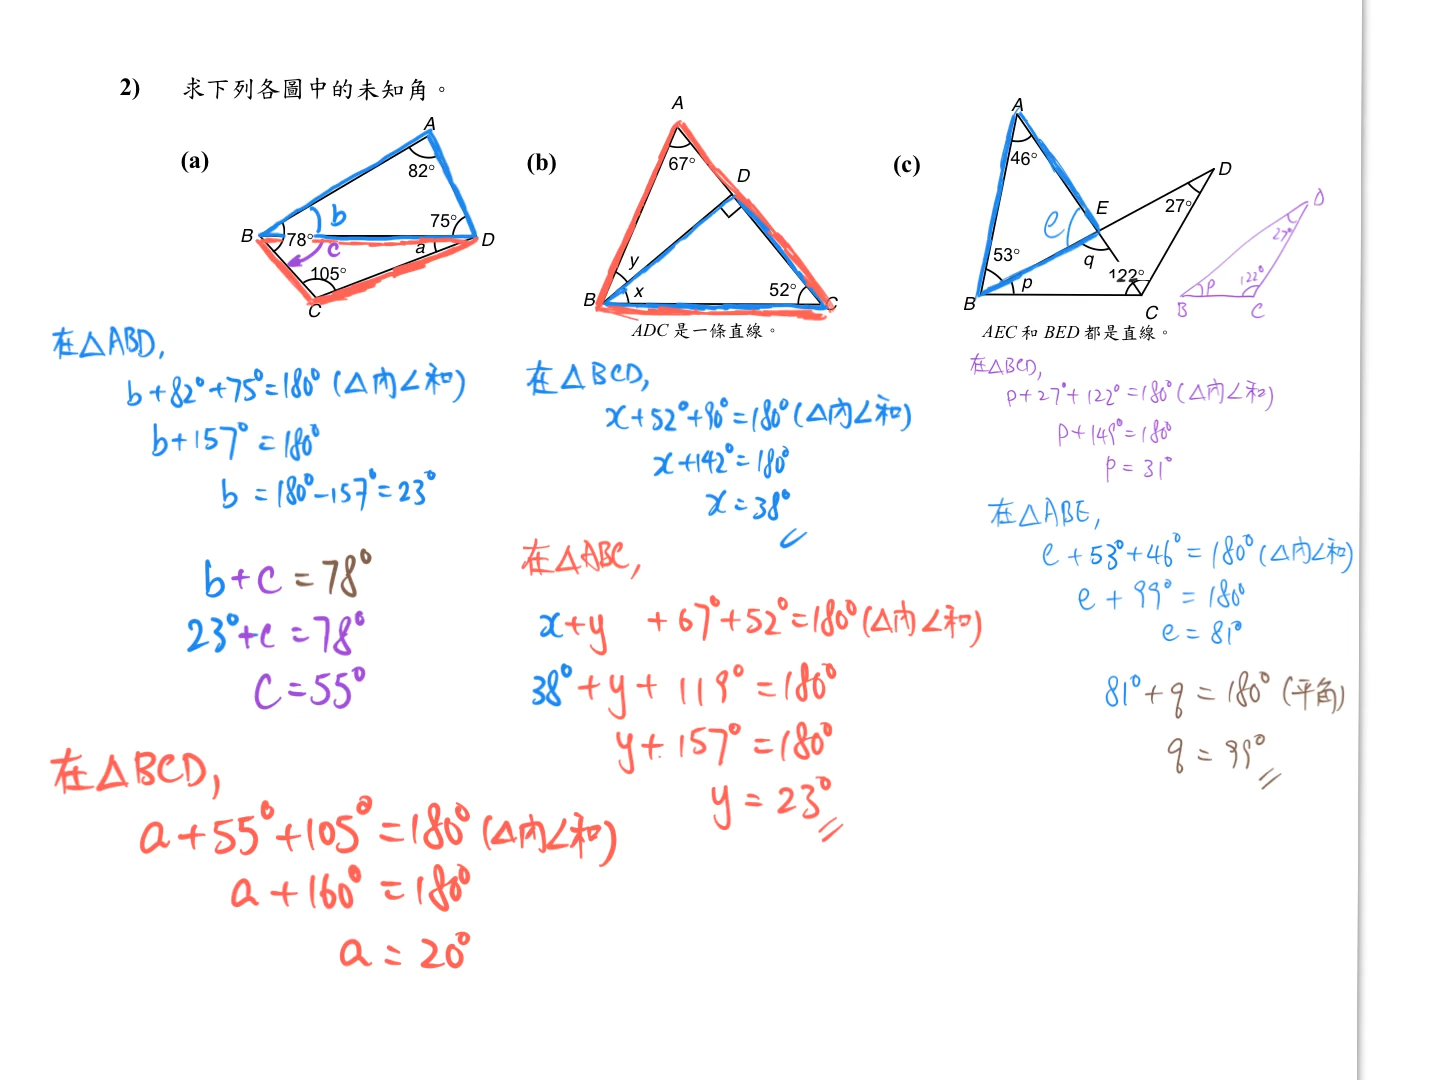 2) 求下列各圖中的未知角。
(a)
A
82°
b
75°
B
78°
c
a
D
105°
C
(b)
A
67°
D
y
x
52°
B
C
ADC 是一條直線。
(c)
A
46°
D
27°
E
e
53°
q
p
122°
B
C
AEC 和 BED 都是直線。
D
27°
122°
P
B
C
在△ABD,
b+82°+75°=180° (△內∠和)
b+157°=180°
b=180°-157°=23°
b+c=78°
23°+c=78°
c=55°
在△BCD,
a+55°+105°=180° (△內∠和)
a+160°=180°
a=20°
在△BCD,
x+52°+90°=180° (△內∠和)
x+142°=180°
x=38°
在△ABC,
x+y +67°+52°=180° (△內∠和)
38°+y+119°=180°
y+157°=180°
y=23°
在△BCD,
p+27°+122°=180° (△內∠和)
p+149°=180°
p=31°
在△ABE,
e+53°+46°=180° (△內∠和)
e+99°=180°
e=81°
81°+q=180° (平角)
q=99°